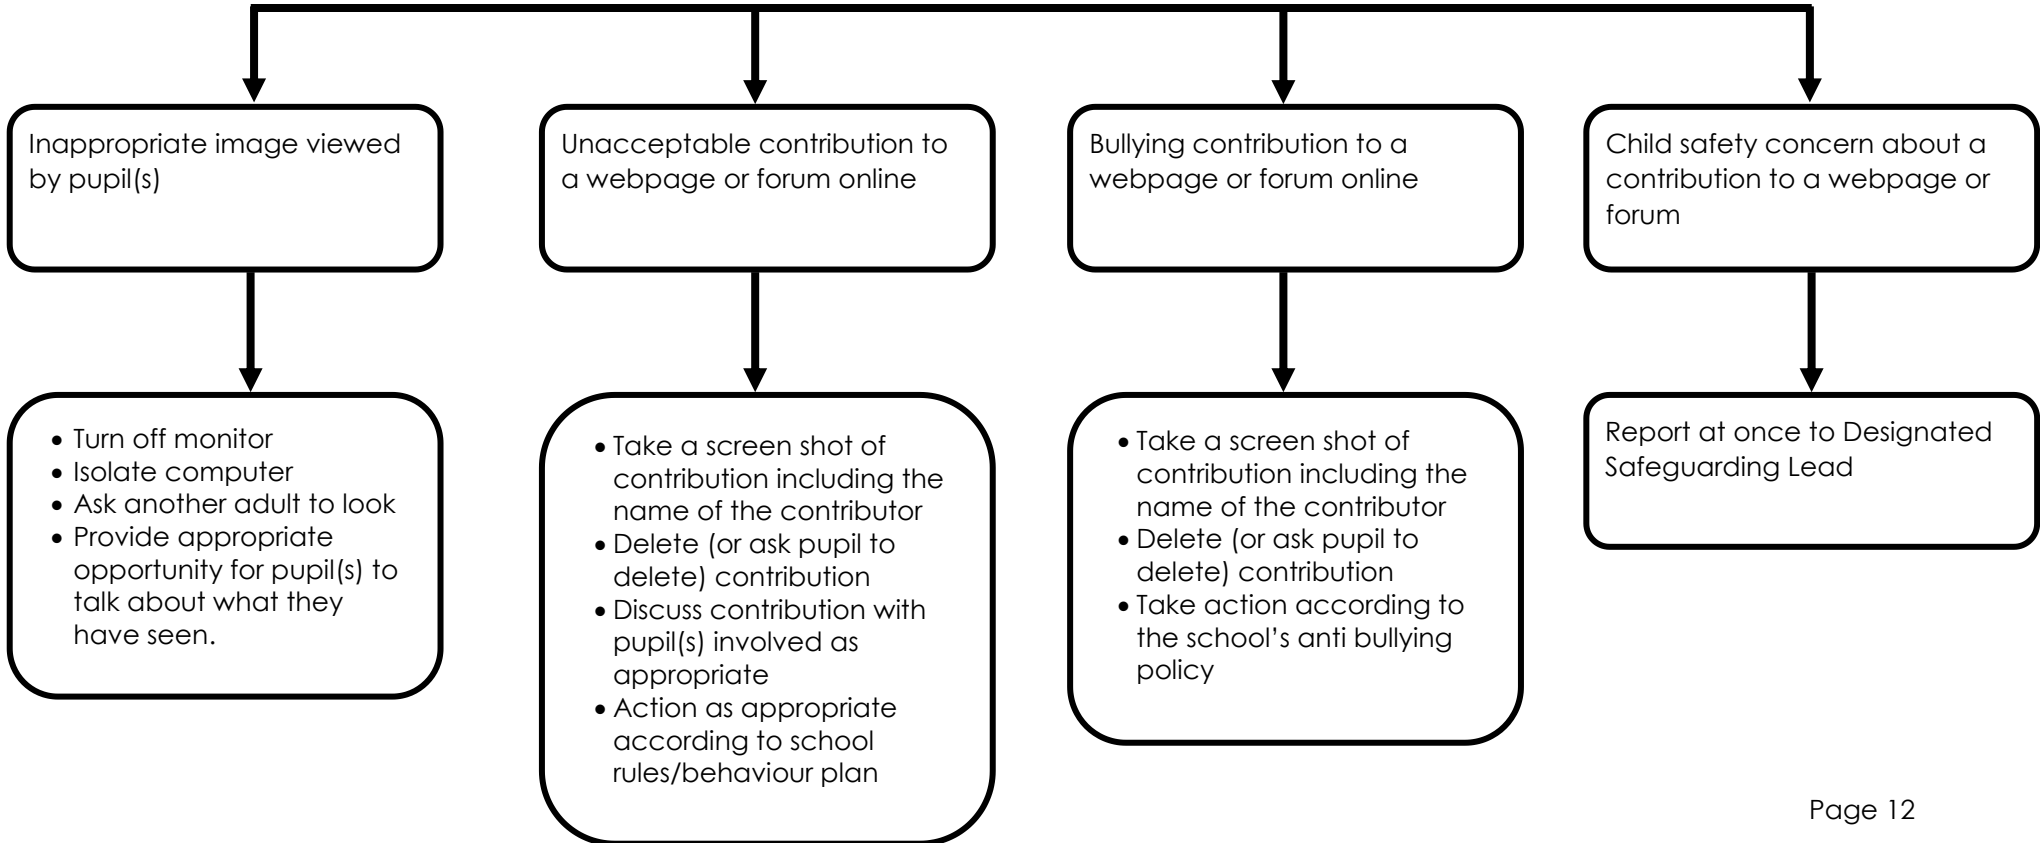 Inappropriate image viewed
by pupil(s)
Unacceptable contribution to
a webpage or forum online
Bullying contribution to a
webpage or forum online
Child safety concern about a
contribution to a webpage or
forum
• Turn off monitor
• Isolate computer
• Ask another adult to look
• Provide appropriate
opportunity for pupil(s) to
talk about what they
have seen.
• Take a screen shot of
contribution including the
name of the contributor
• Delete (or ask pupil to
delete) contribution
• Discuss contribution with
pupil(s) involved as
appropriate
• Action as appropriate
according to school
rules/behaviour plan
• Take a screen shot of
contribution including the
name of the contributor
• Delete (or ask pupil to
delete) contribution
• Take action according to
the school’s anti bullying
policy
Report at once to Designated
Safeguarding Lead
Page 12